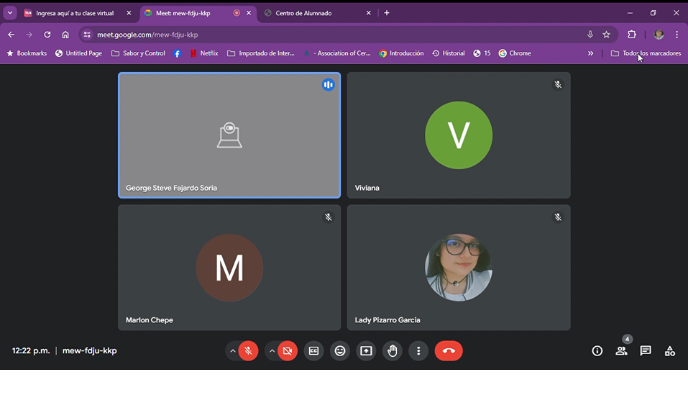 Ingresa aquí a tu clase virtual
Meet: mew-fdju-kkp
Centro de Alumnado
meet.google.com/mew-fdju-kkp
Bookmarks
Untitled Page
Sabor y Control
Netflix
Importado de Inter...
- Association of Cer...
Introducción
Historial
15
Chrome
Todos los marcadores
George Steve Fajardo Soria
V
Viviana
M
Marlon Chepe
Lady Pizarro Garcia
12:22 p.m. | mew-fdju-kkp
4